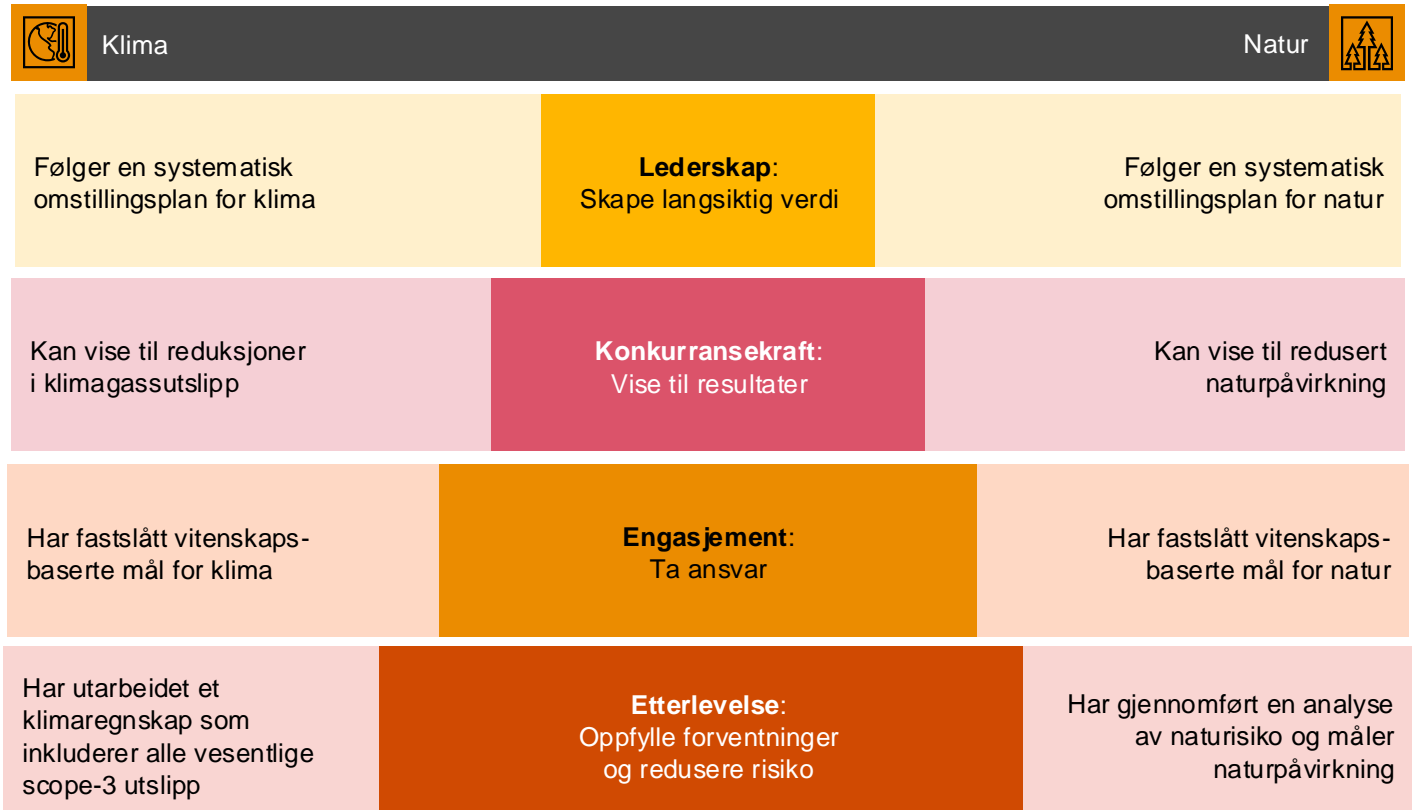 Klima
Natur
Følger en systematisk
omstillingsplan for klima
Lederskap:
Skape langsiktig verdi
Følger en systematisk
omstillingsplan for natur
Kan vise til reduksjoner
i klimagassutslipp
Konkurransekraft:
Vise til resultater
Kan vise til redusert
naturpåvirkning
Har fastslått vitenskaps-
baserte mål for klima
Engasjement:
Ta ansvar
Har fastslått vitenskaps-
baserte mål for natur
Har utarbeidet et
klimaregnskap som
inkluderer alle vesentlige
scope-3 utslipp
Etterlevelse:
Oppfylle forventninger
og redusere risiko
Har gjennomført en analyse
av naturisiko og måler
naturpåvirkning